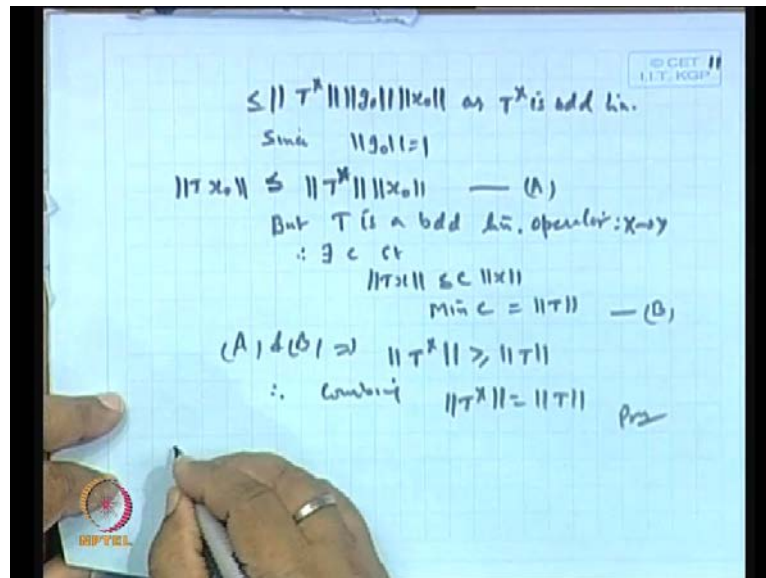 © CET 11
I.I.T. KGP
≤ || T^x || ||g₀|| ||x₀|| as T^x is bdd lin.
Since ||g₀|| = 1
||T x₀|| ≤ ||T^x|| ||x₀|| — (A)
But T is a bdd lin. operator : X→Y
∴ ∃ c st
||Tx|| ≤ c ||x||
Min c = ||T|| — (B)
(A) & (B) ⇒ ||T^x|| ≥ ||T||
∴ Combining ||T^x|| = ||T||
NPTEL